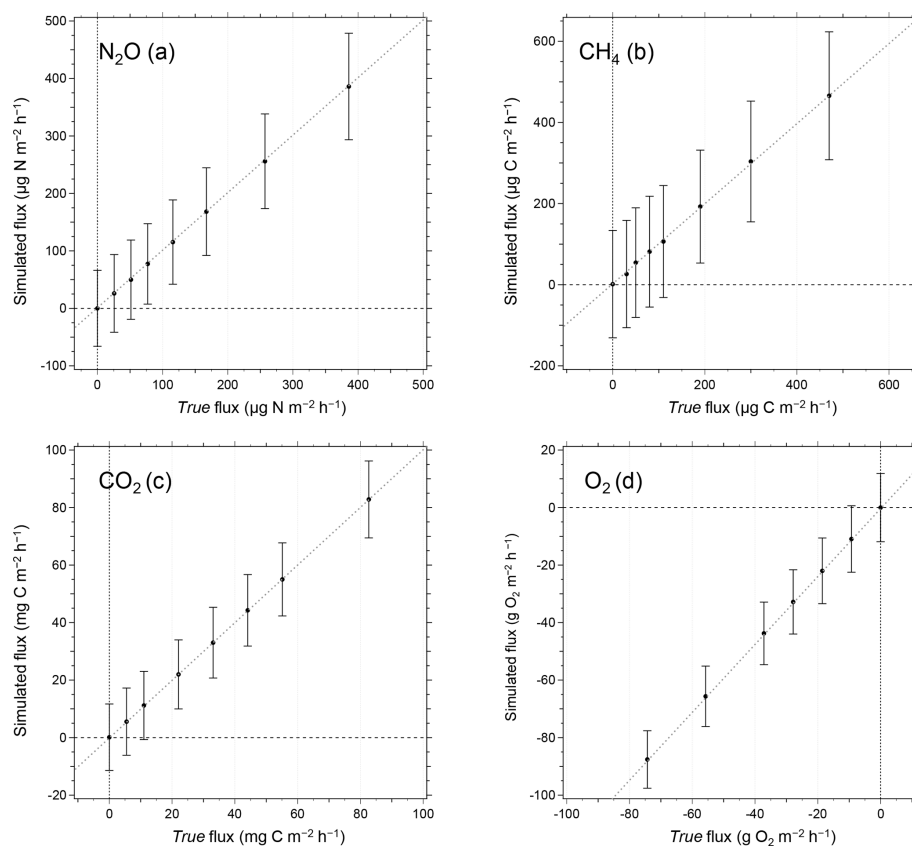 N₂O (a)
500
400
300
200
100
0
-100
Simulated flux (µg N m⁻² h⁻¹)
0 100 200 300 400 500
True flux (µg N m⁻² h⁻¹)
CH₄ (b)
600
400
200
0
-200
Simulated flux (µg C m⁻² h⁻¹)
0 200 400 600
True flux (µg C m⁻² h⁻¹)
CO₂ (c)
100
80
60
40
20
0
-20
Simulated flux (mg C m⁻² h⁻¹)
0 20 40 60 80 100
True flux (mg C m⁻² h⁻¹)
O₂ (d)
20
0
-20
-40
-60
-80
-100
Simulated flux (g O₂ m⁻² h⁻¹)
-100 -80 -60 -40 -20 0
True flux (g O₂ m⁻² h⁻¹)